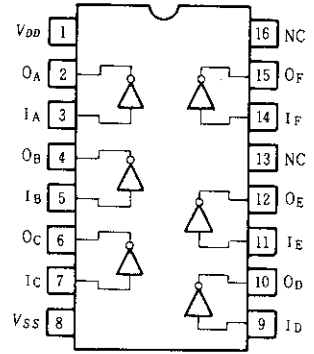 VDD 1 16 NC
OA 2 15 OF
IA 3 14 IF
OB 4 13 NC
IB 5 12 OE
OC 6 11 IE
IC 7 10 OD
VSS 8 9 ID